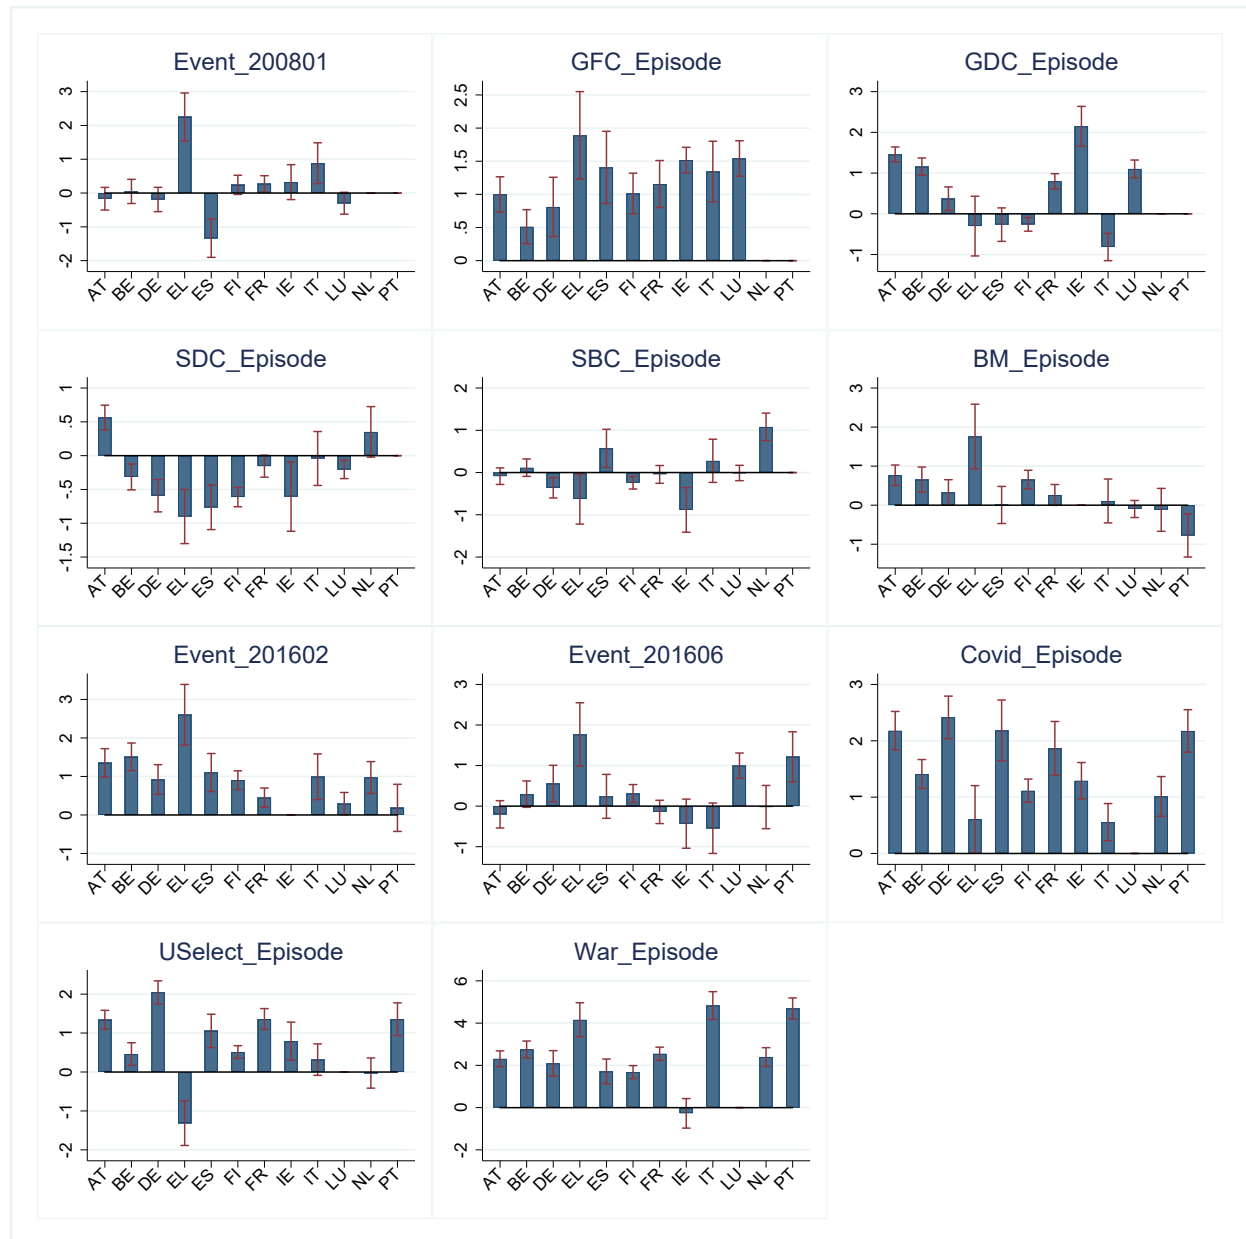 Event_200801
3
2
1
0
-1
-2
AT BE DE EL ES FI FR IE IT LU NL PT
GFC_Episode
2.5
2
1.5
1
.5
0
AT BE DE EL ES FI FR IE IT LU NL PT
GDC_Episode
3
2
1
0
-1
AT BE DE EL ES FI FR IE IT LU NL PT
SDC_Episode
1
.5
0
-.5
-1
-1.5
AT BE DE EL ES FI FR IE IT LU NL PT
SBC_Episode
2
1
0
-1
-2
AT BE DE EL ES FI FR IE IT LU NL PT
BM_Episode
3
2
1
0
-1
AT BE DE EL ES FI FR IE IT LU NL PT
Event_201602
3
2
1
0
-1
AT BE DE EL ES FI FR IE IT LU NL PT
Event_201606
3
2
1
0
-1
AT BE DE EL ES FI FR IE IT LU NL PT
Covid_Episode
3
2
1
0
AT BE DE EL ES FI FR IE IT LU NL PT
USelect_Episode
2
1
0
-1
-2
AT BE DE EL ES FI FR IE IT LU NL PT
War_Episode
6
4
2
0
-2
AT BE DE EL ES FI FR IE IT LU NL PT